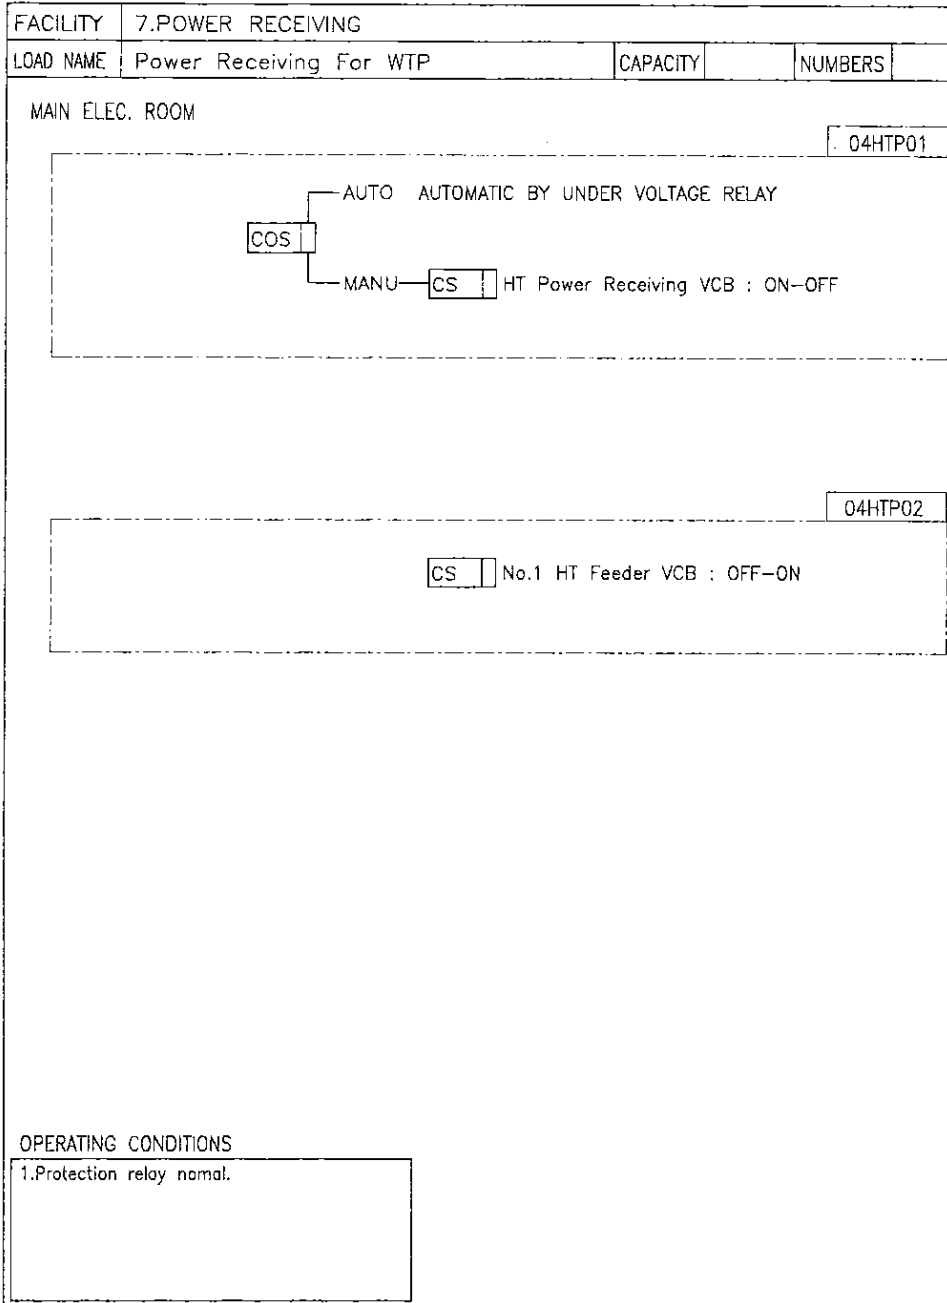 FACILITY 7.POWER RECEIVING
LOAD NAME Power Receiving For WTP CAPACITY NUMBERS
MAIN ELEC. ROOM
04HTP01
AUTO AUTOMATIC BY UNDER VOLTAGE RELAY
COS
MANU CS HT Power Receiving VCB : ON-OFF
04HTP02
CS No.1 HT Feeder VCB : OFF-ON
OPERATING CONDITIONS
1.Protection relay nomal.